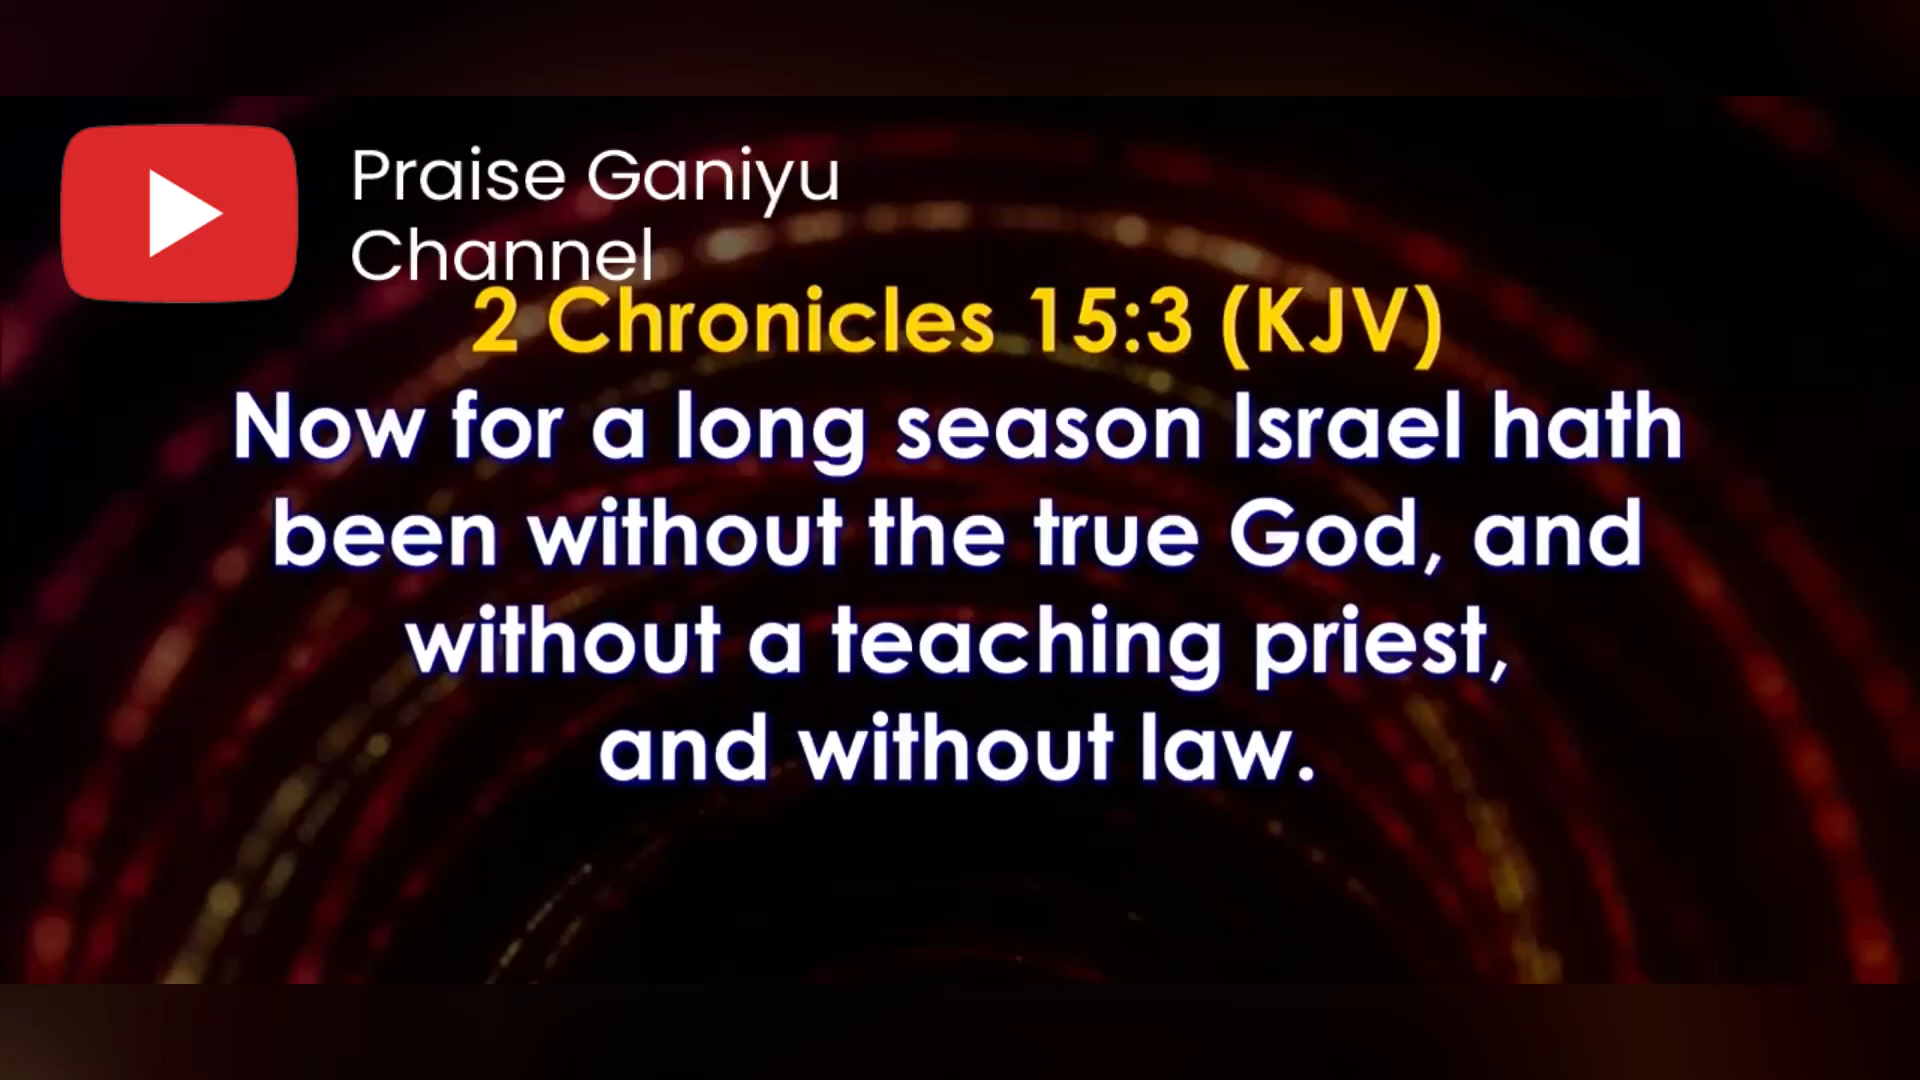 Praise Ganiyu
Channel
2 Chronicles 15:3 (KJV)
Now for a long season Israel hath
been without the true God, and
without a teaching priest,
and without law.